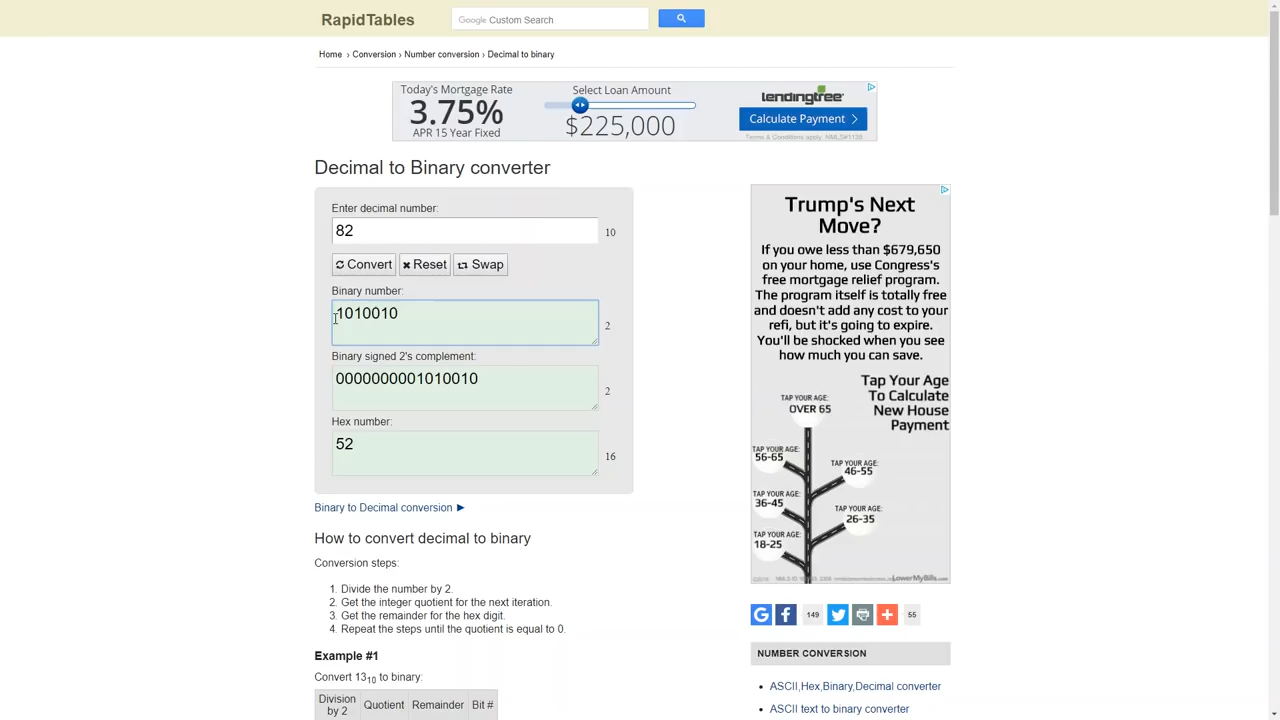 RapidTables
Google Custom Search
Home › Conversion › Number conversion › Decimal to binary
Today's Mortgage Rate
3.75%
APR 15 Year Fixed
Select Loan Amount
$225,000
lendingtree
Calculate Payment
Terms & Conditions apply. NMLS#1136
Decimal to Binary converter
Enter decimal number:
82
10
Convert
Reset
Swap
Binary number:
1010010
2
Binary signed 2's complement:
0000000001010010
2
Hex number:
52
16
Binary to Decimal conversion ►
How to convert decimal to binary
Conversion steps:
1. Divide the number by 2.
2. Get the integer quotient for the next iteration.
3. Get the remainder for the hex digit.
4. Repeat the steps until the quotient is equal to 0.
Example #1
Convert 13₁₀ to binary:
Division
by 2
Quotient
Remainder
Bit #
Trump's Next
Move?
If you owe less than $679,650
on your home, use Congress's
free mortgage relief program.
The program itself is totally free
and doesn't add any cost to your
refi, but it's going to expire.
You'll be shocked when you see
how much you can save.
Tap Your Age
To Calculate
New House
Payment
TAP YOUR AGE:
OVER 65
TAP YOUR AGE:
56-65
TAP YOUR AGE:
46-55
TAP YOUR AGE:
36-45
TAP YOUR AGE:
26-35
TAP YOUR AGE:
18-25
LowerMyBills.com
149
55
NUMBER CONVERSION
• ASCII,Hex,Binary,Decimal converter
• ASCII text to binary converter